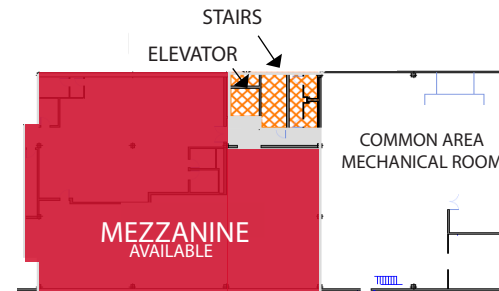 STAIRS
ELEVATOR
COMMON AREA
MECHANICAL ROOM
MEZZANINE
AVAILABLE